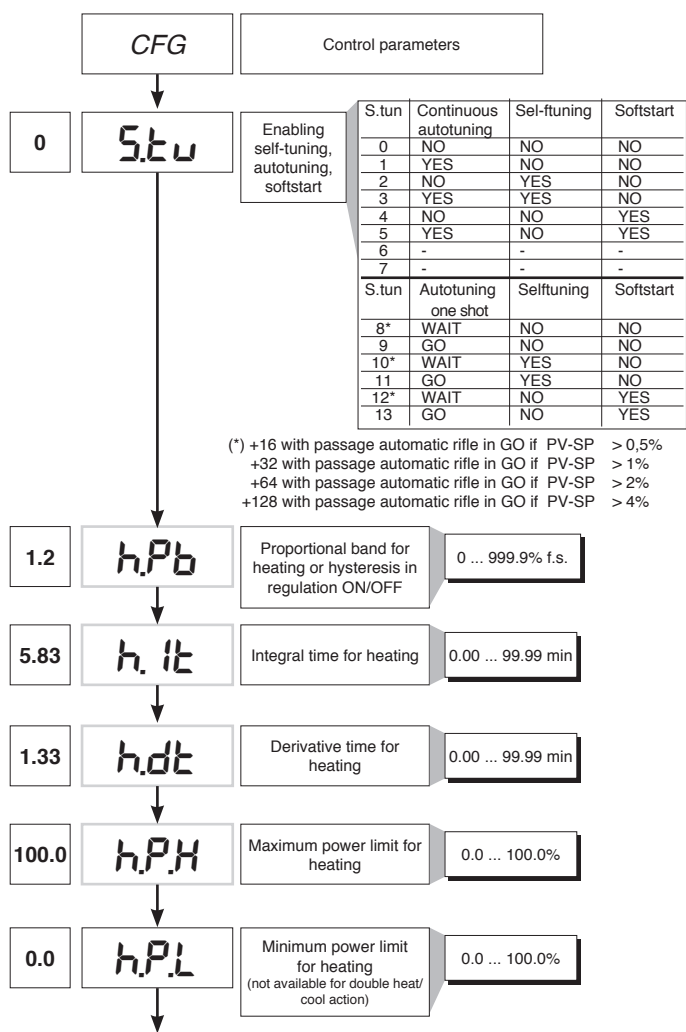 CFG
Control parameters
0
S.tu
Enabling
self-tuning,
autotuning,
softstart
S.tun Continuous autotuning Sel-ftuning Softstart
0 NO NO NO
1 YES NO NO
2 NO YES NO
3 YES YES NO
4 NO NO YES
5 YES NO YES
6 - - -
7 - - -
S.tun Autotuning one shot Selftuning Softstart
8* WAIT NO NO
9 GO NO NO
10* WAIT YES NO
11 GO YES NO
12* WAIT NO YES
13 GO NO YES
(*) +16 with passage automatic rifle in GO if PV-SP > 0,5%
+32 with passage automatic rifle in GO if PV-SP > 1%
+64 with passage automatic rifle in GO if PV-SP > 2%
+128 with passage automatic rifle in GO if PV-SP > 4%
1.2
h.Pb
Proportional band for
heating or hysteresis in
regulation ON/OFF
0 ... 999.9% f.s.
5.83
h. It
Integral time for heating
0.00 ... 99.99 min
1.33
h.dt
Derivative time for
heating
0.00 ... 99.99 min
100.0
h.P.H
Maximum power limit for
heating
0.0 ... 100.0%
0.0
h.P.L
Minimum power limit
for heating
(not available for double heat/
cool action)
0.0 ... 100.0%